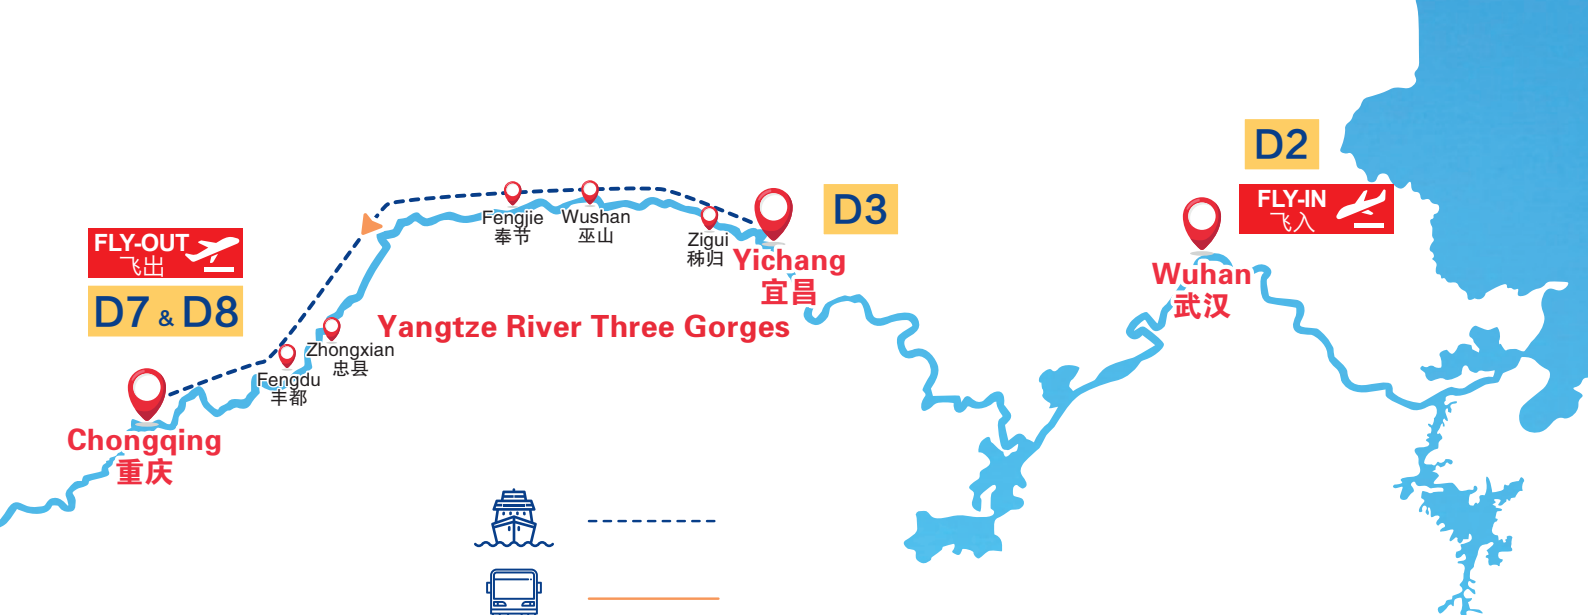 D2
FLY-IN
飞入
Wuhan
武汉
D3
Yichang
宜昌
Zigui
秭归
Wushan
巫山
Fengjie
奉节
Yangtze River Three Gorges
Zhongxian
忠县
Fengdu
丰都
FLY-OUT
飞出
D7 & D8
Chongqing
重庆